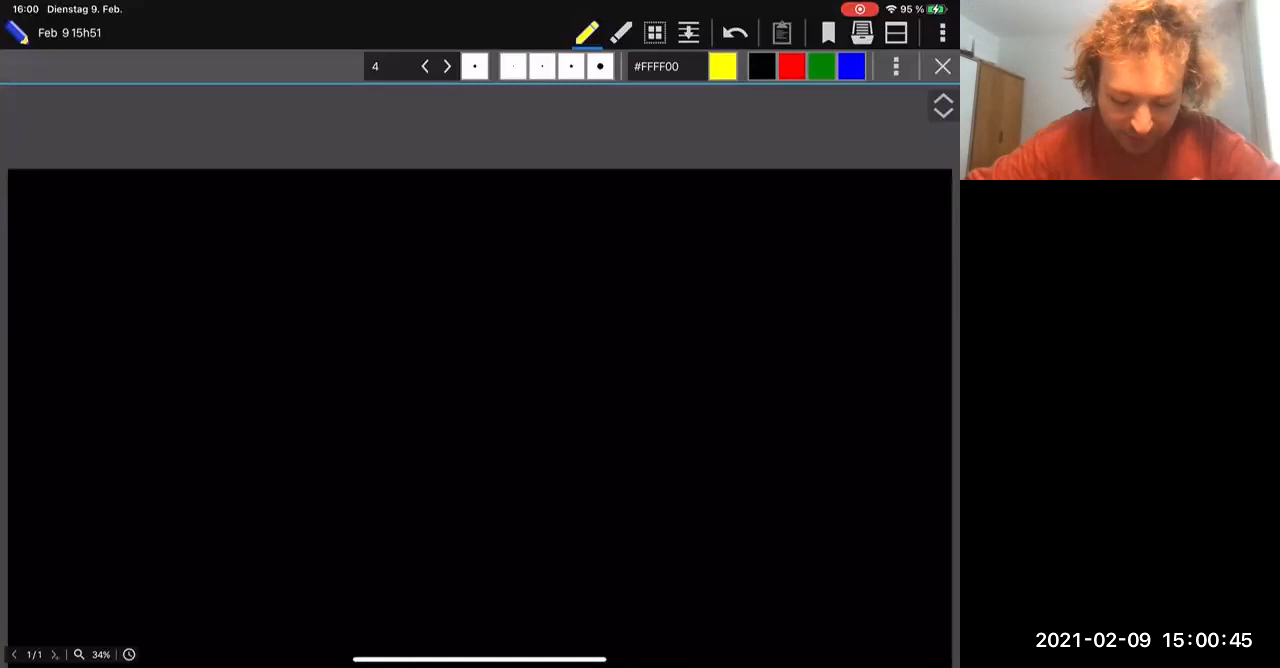 16:00 Dienstag 9. Feb.
95 %
Feb 9 15h51
4
#FFFF00
1/1
34%
2021-02-09 15:00:45